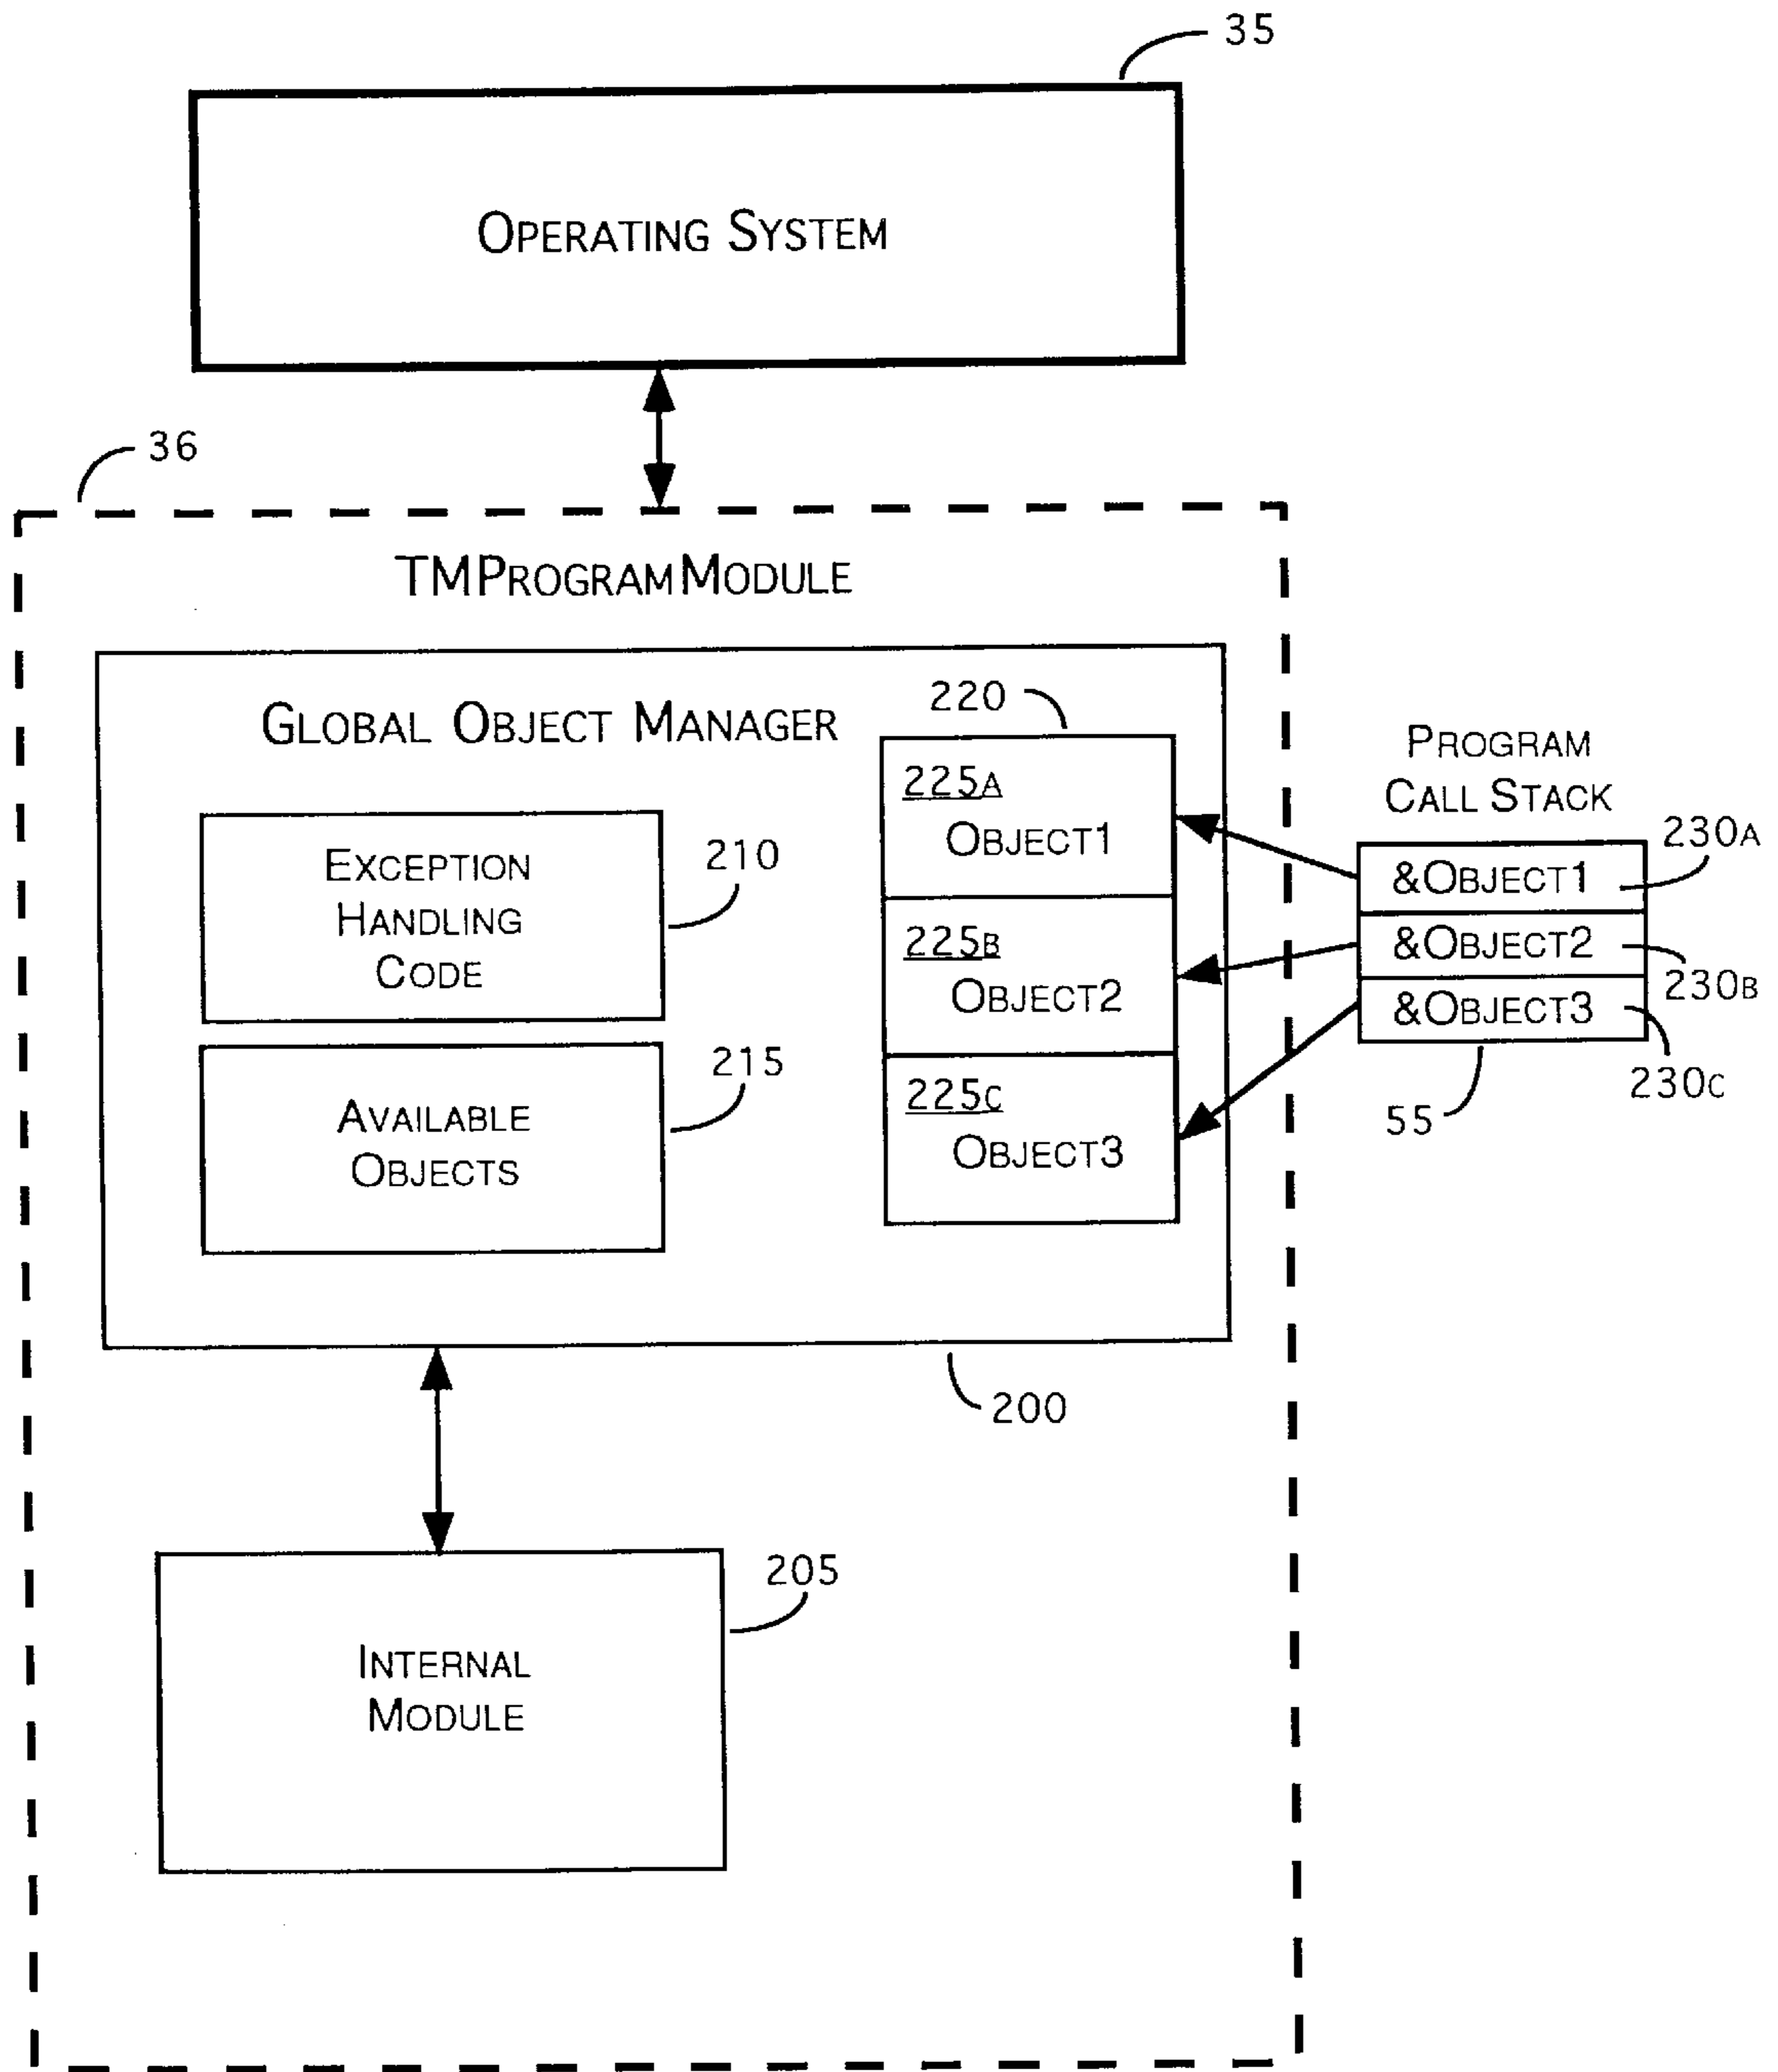 35
OPERATING SYSTEM
36
TMPROGRAMMODULE
GLOBAL OBJECT MANAGER
220
225A
OBJECT1
225B
OBJECT2
225C
OBJECT3
EXCEPTION
HANDLING
CODE
210
AVAILABLE
OBJECTS
215
PROGRAM
CALL STACK
&OBJECT1
230A
&OBJECT2
230B
&OBJECT3
230C
55
200
205
INTERNAL
MODULE